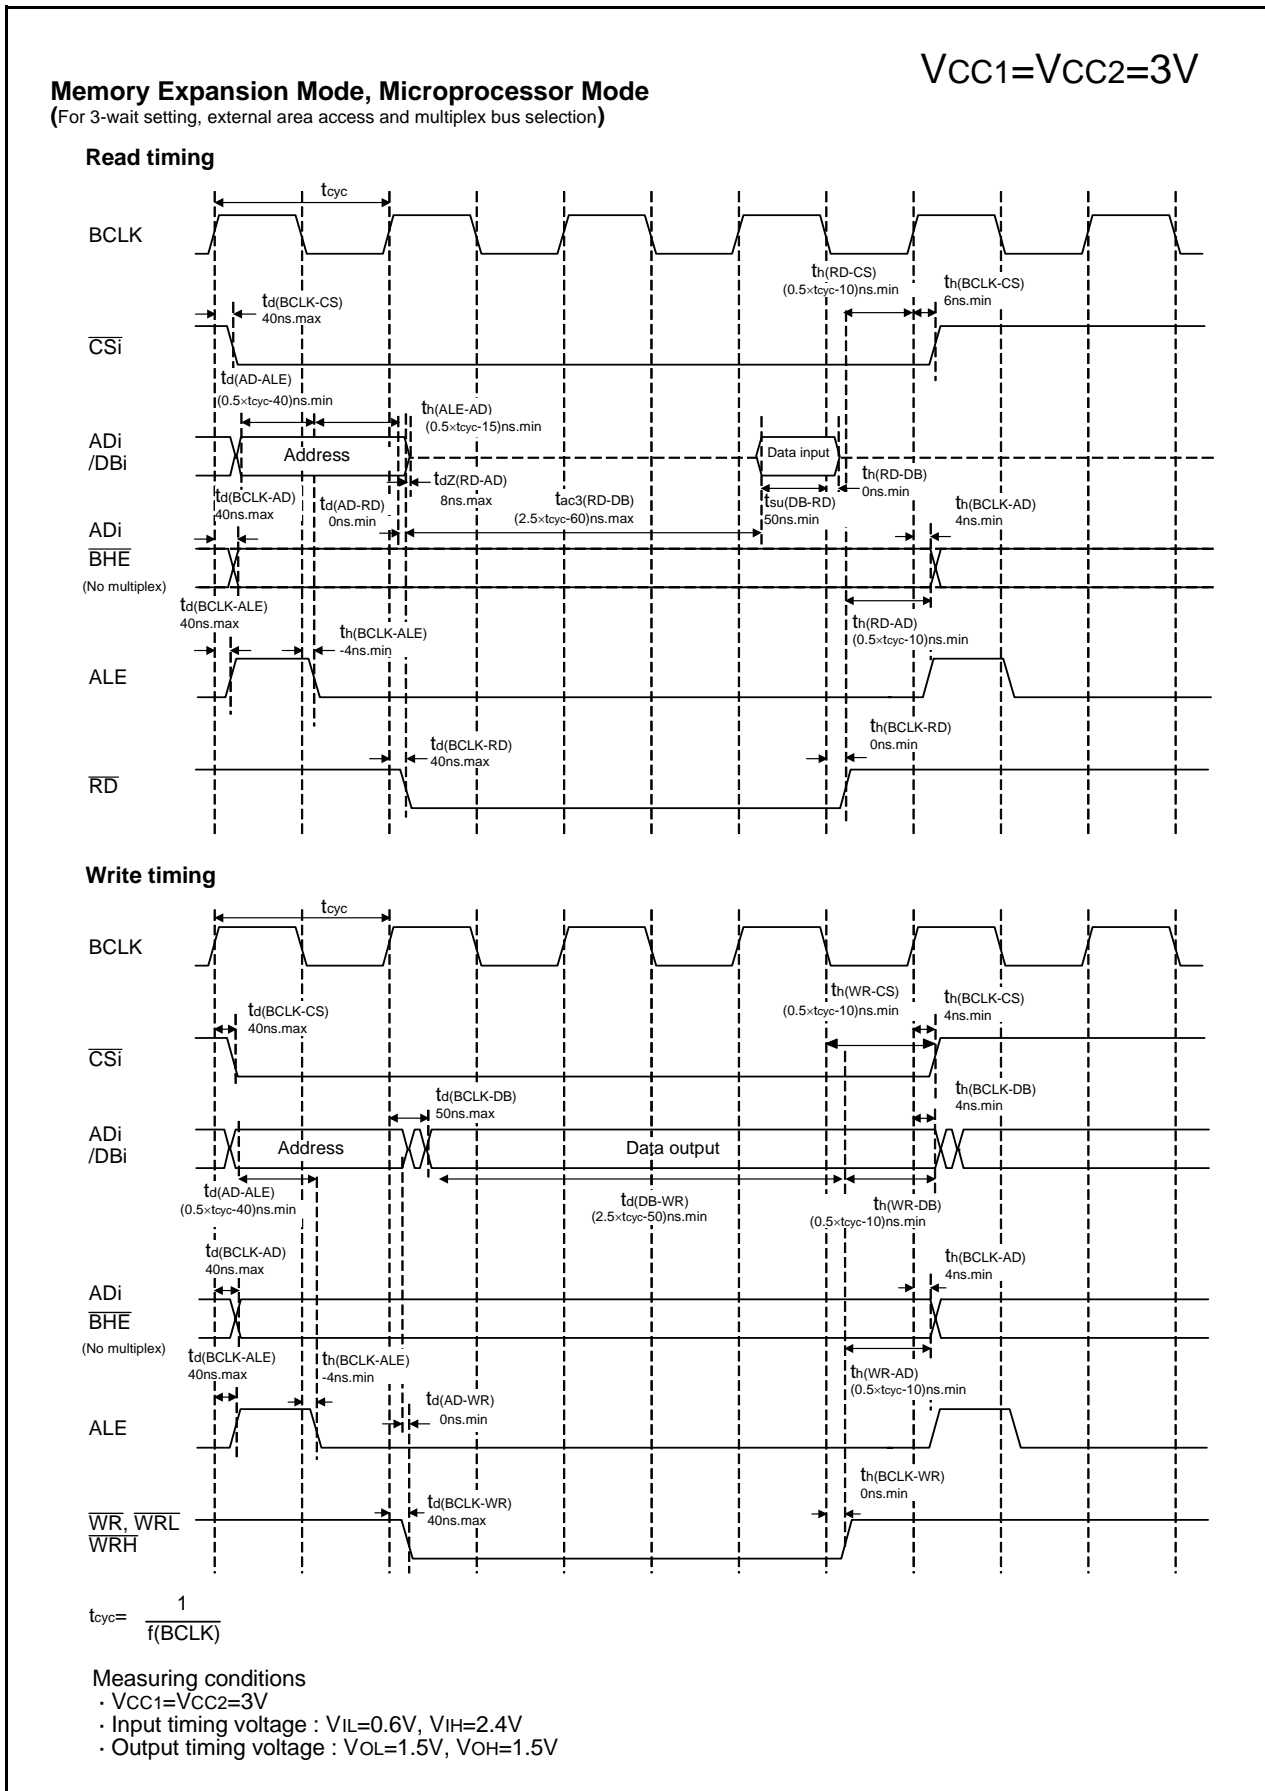 VCC1=VCC2=3V
Memory Expansion Mode, Microprocessor Mode
(For 3-wait setting, external area access and multiplex bus selection)
Read timing
tcyc
BCLK
th(RD-CS)
(0.5×tcyc-10)ns.min
th(BCLK-CS)
6ns.min
td(BCLK-CS)
40ns.max
CSi
td(AD-ALE)
(0.5×tcyc-40)ns.min
th(ALE-AD)
(0.5×tcyc-15)ns.min
ADi
/DBi
Address
Data input
tdZ(RD-AD)
8ns.max
th(RD-DB)
0ns.min
td(BCLK-AD)
40ns.max
td(AD-RD)
0ns.min
tac3(RD-DB)
(2.5×tcyc-60)ns.max
tsu(DB-RD)
50ns.min
th(BCLK-AD)
4ns.min
ADi
BHE
(No multiplex)
td(BCLK-ALE)
40ns.max
th(BCLK-ALE)
-4ns.min
th(RD-AD)
(0.5×tcyc-10)ns.min
ALE
td(BCLK-RD)
40ns.max
th(BCLK-RD)
0ns.min
RD
Write timing
tcyc
BCLK
th(WR-CS)
(0.5×tcyc-10)ns.min
th(BCLK-CS)
4ns.min
td(BCLK-CS)
40ns.max
CSi
td(BCLK-DB)
50ns.max
th(BCLK-DB)
4ns.min
ADi
/DBi
Address
Data output
td(AD-ALE)
(0.5×tcyc-40)ns.min
td(DB-WR)
(2.5×tcyc-50)ns.min
th(WR-DB)
(0.5×tcyc-10)ns.min
td(BCLK-AD)
40ns.max
th(BCLK-AD)
4ns.min
ADi
BHE
(No multiplex)
td(BCLK-ALE)
40ns.max
th(BCLK-ALE)
-4ns.min
th(WR-AD)
(0.5×tcyc-10)ns.min
td(AD-WR)
0ns.min
ALE
td(BCLK-WR)
40ns.max
th(BCLK-WR)
0ns.min
WR, WRL
WRH
tcyc= 1
f(BCLK)
Measuring conditions
· VCC1=VCC2=3V
· Input timing voltage : VIL=0.6V, VIH=2.4V
· Output timing voltage : VOL=1.5V, VOH=1.5V